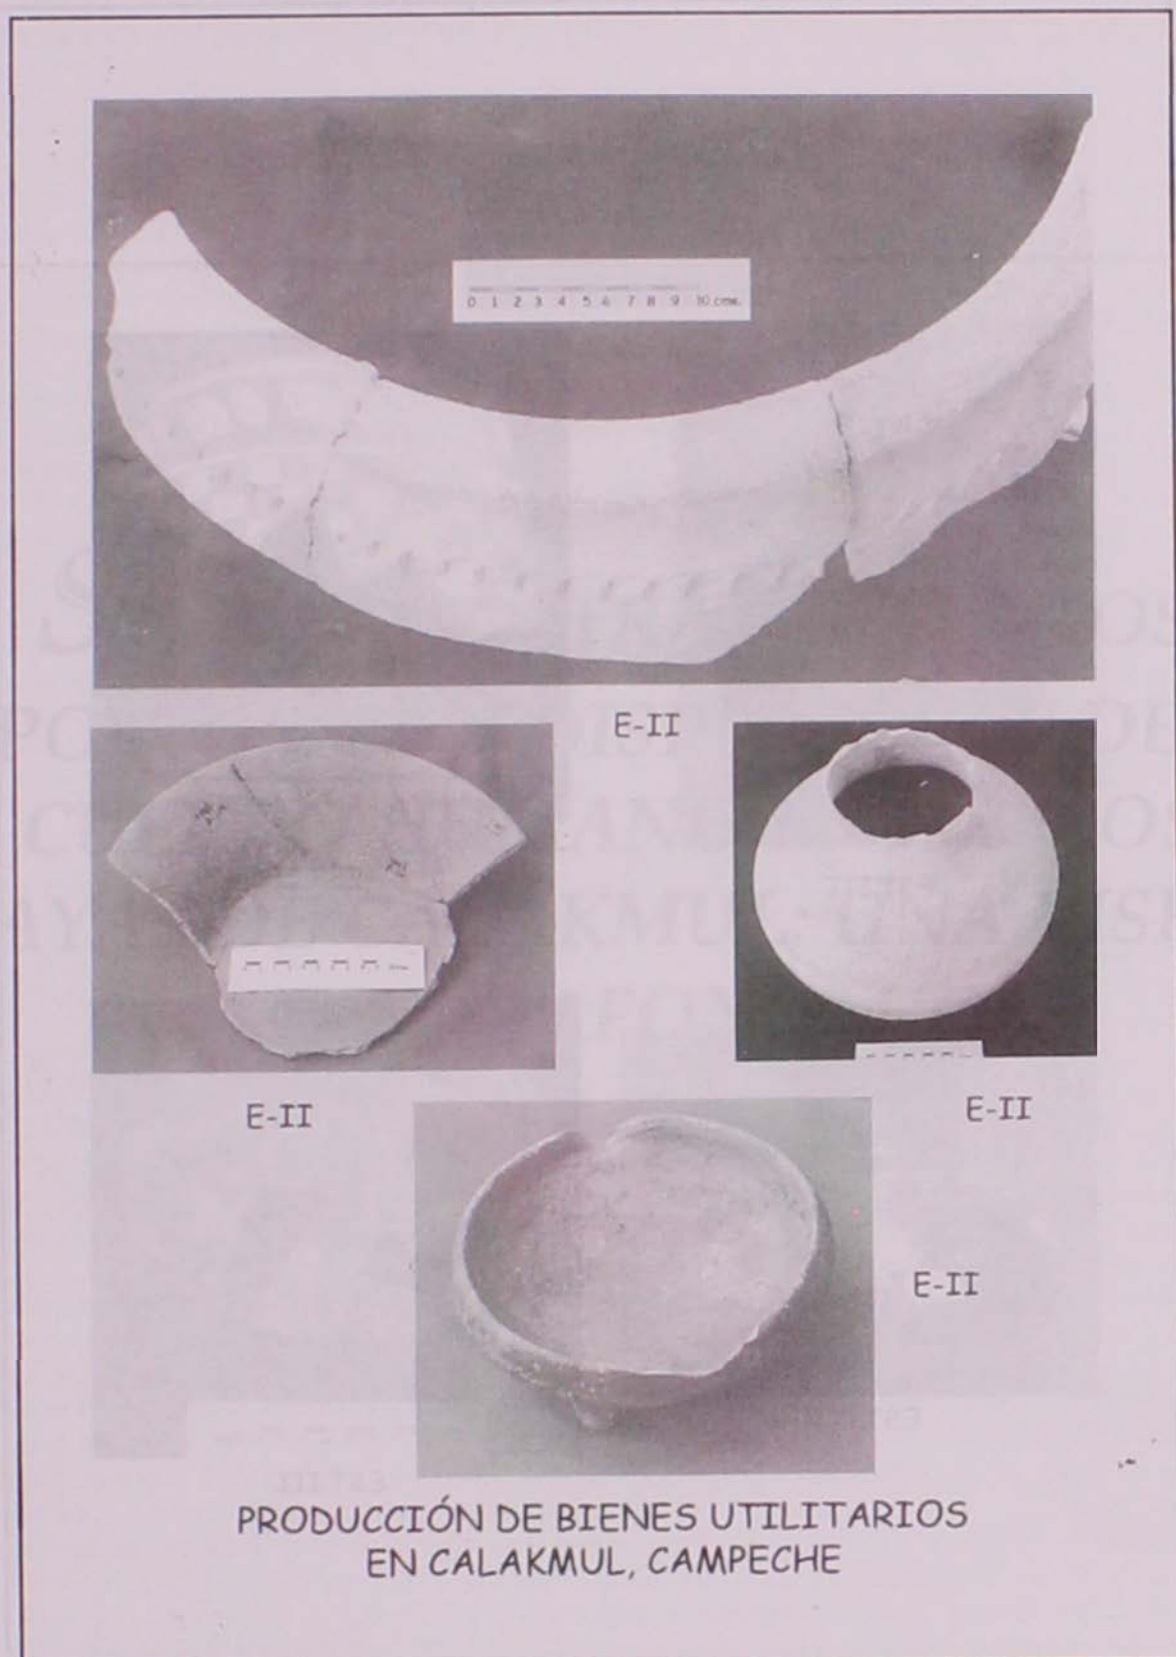 0 1 2 3 4 5 6 7 8 9 10 cms.
E-II
E-II
E-II
E-II
PRODUCCIÓN DE BIENES UTILITARIOS
EN CALAKMUL, CAMPECHE